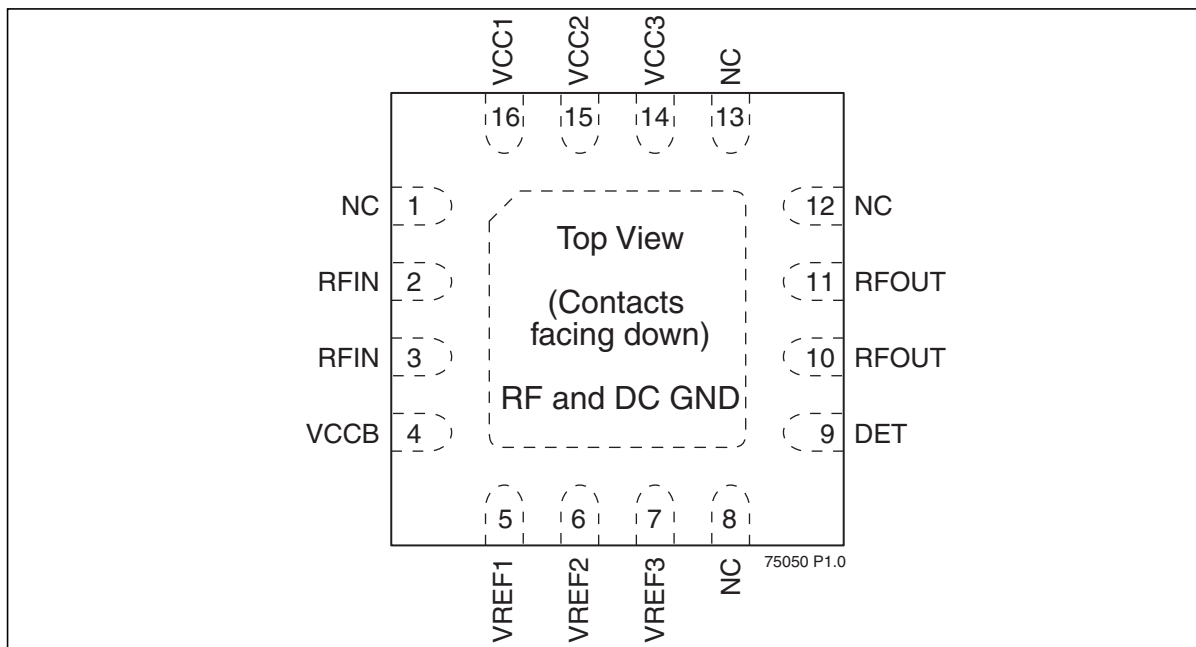 VCC1
VCC2
VCC3
NC
16
15
14
13
NC 1
12 NC
RFIN 2
11 RFOUT
RFIN 3
10 RFOUT
VCCB 4
9 DET
Top View
(Contacts
facing down)
RF and DC GND
5
6
7
8
VREF1
VREF2
VREF3
NC
75050 P1.0